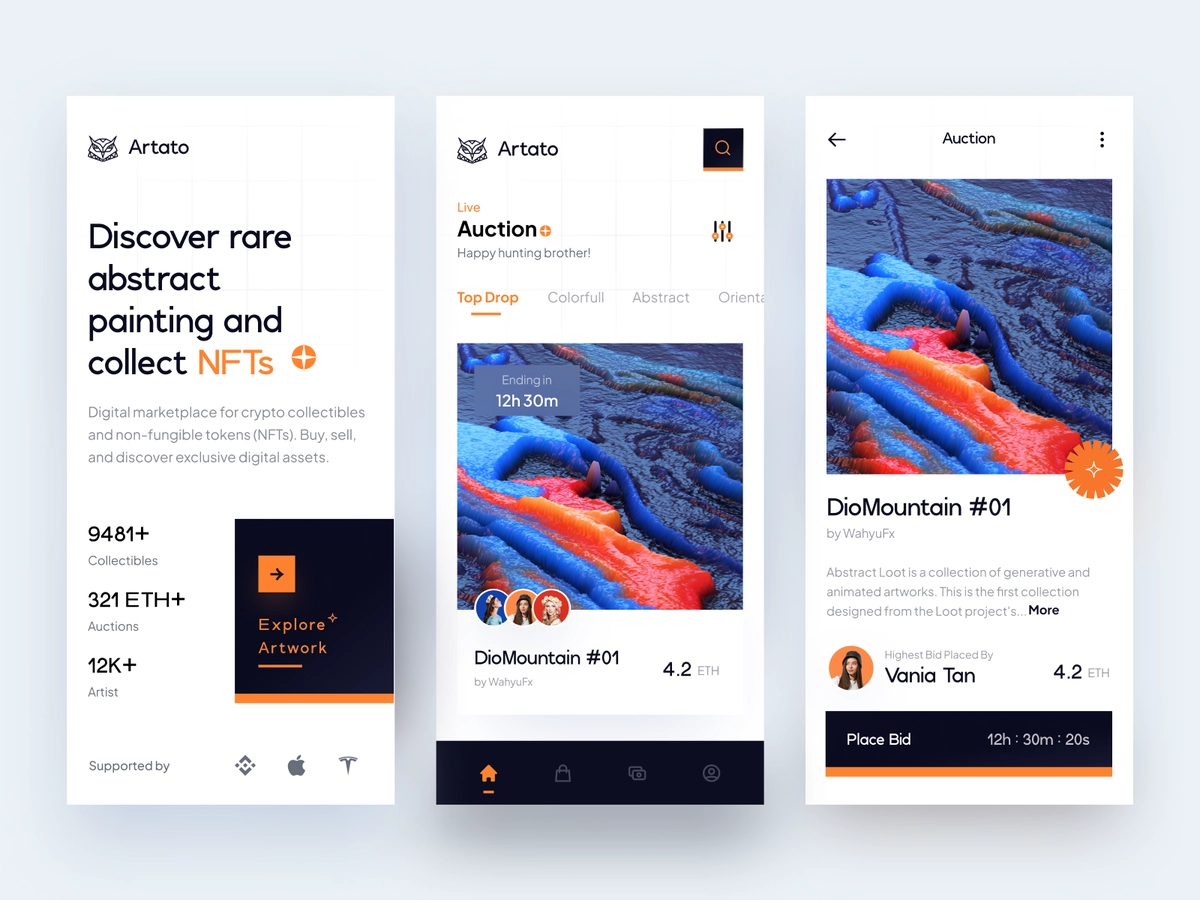 Artato
Discover rare
abstract
painting and
collect NFTs
Digital marketplace for crypto collectibles
and non-fungible tokens (NFTs). Buy, sell,
and discover exclusive digital assets.
9481+
Collectibles
321 ETH+
Auctions
12K+
Artist
Explore
Artwork
Supported by
Artato
Live
Auction
Happy hunting brother!
Top Drop Colorfull Abstract Orienta
Ending in
12h 30m
DioMountain #01
by WahyuFx
4.2 ETH
Auction
DioMountain #01
by WahyuFx
Abstract Loot is a collection of generative and
animated artworks. This is the first collection
designed from the Loot project's... More
Highest Bid Placed By
Vania Tan
4.2 ETH
Place Bid 12h : 30m : 20s